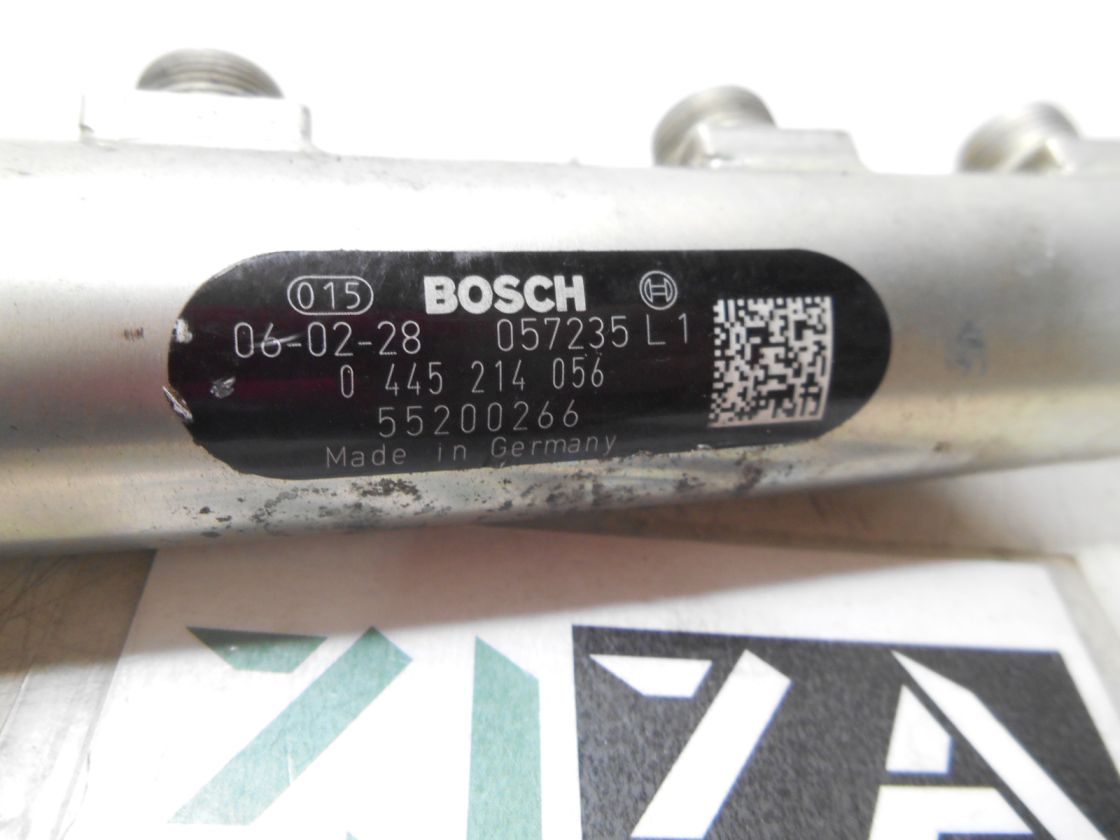 015 BOSCH
06-02-28 057235 L1
0 445 214 056
55200266
Made in Germany